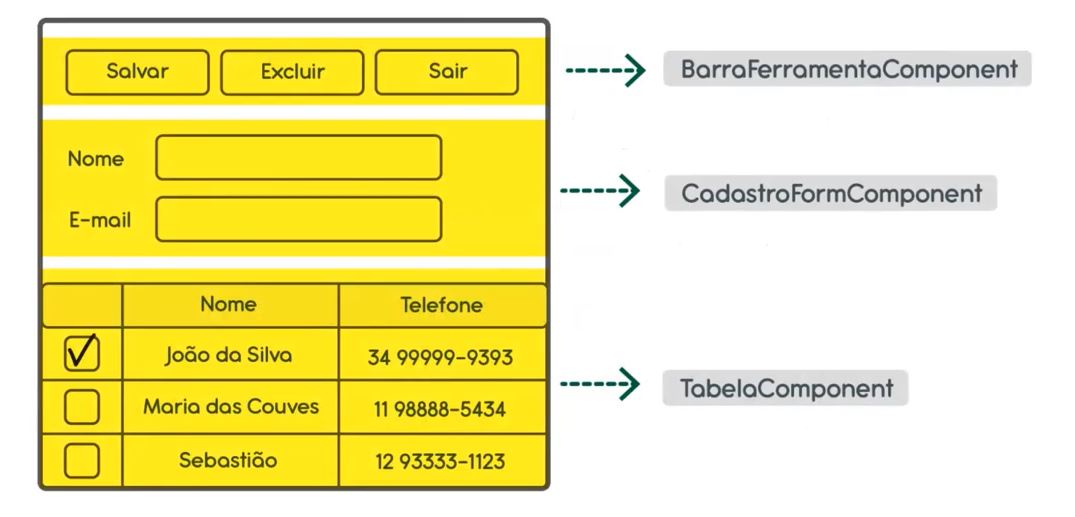 Salvar Excluir Sair
BarraFerramentaComponent
Nome
E-mail
CadastroFormComponent
Nome Telefone
João da Silva 34 99999-9393
Maria das Couves 11 98888-5434
Sebastião 12 93333-1123
TabelaComponent